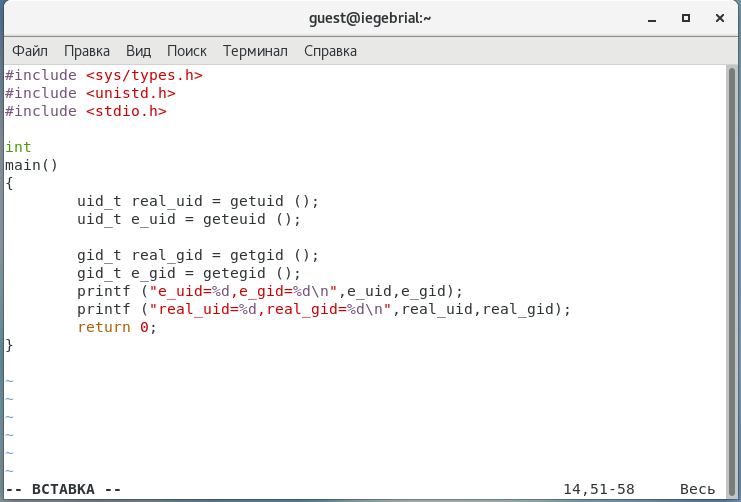 guest@iegebrial:~
Файл Правка Вид Поиск Терминал Справка
#include <sys/types.h>
#include <unistd.h>
#include <stdio.h>
int
main()
{
        uid_t real_uid = getuid ();
        uid_t e_uid = geteuid ();
        gid_t real_gid = getgid ();
        gid_t e_gid = getegid ();
        printf ("e_uid=%d,e_gid=%d\n",e_uid,e_gid);
        printf ("real_uid=%d,real_gid=%d\n",real_uid,real_gid);
        return 0;
}
~
~
~
~
~
~
-- ВСТАВКА -- 14,51-58 Весь